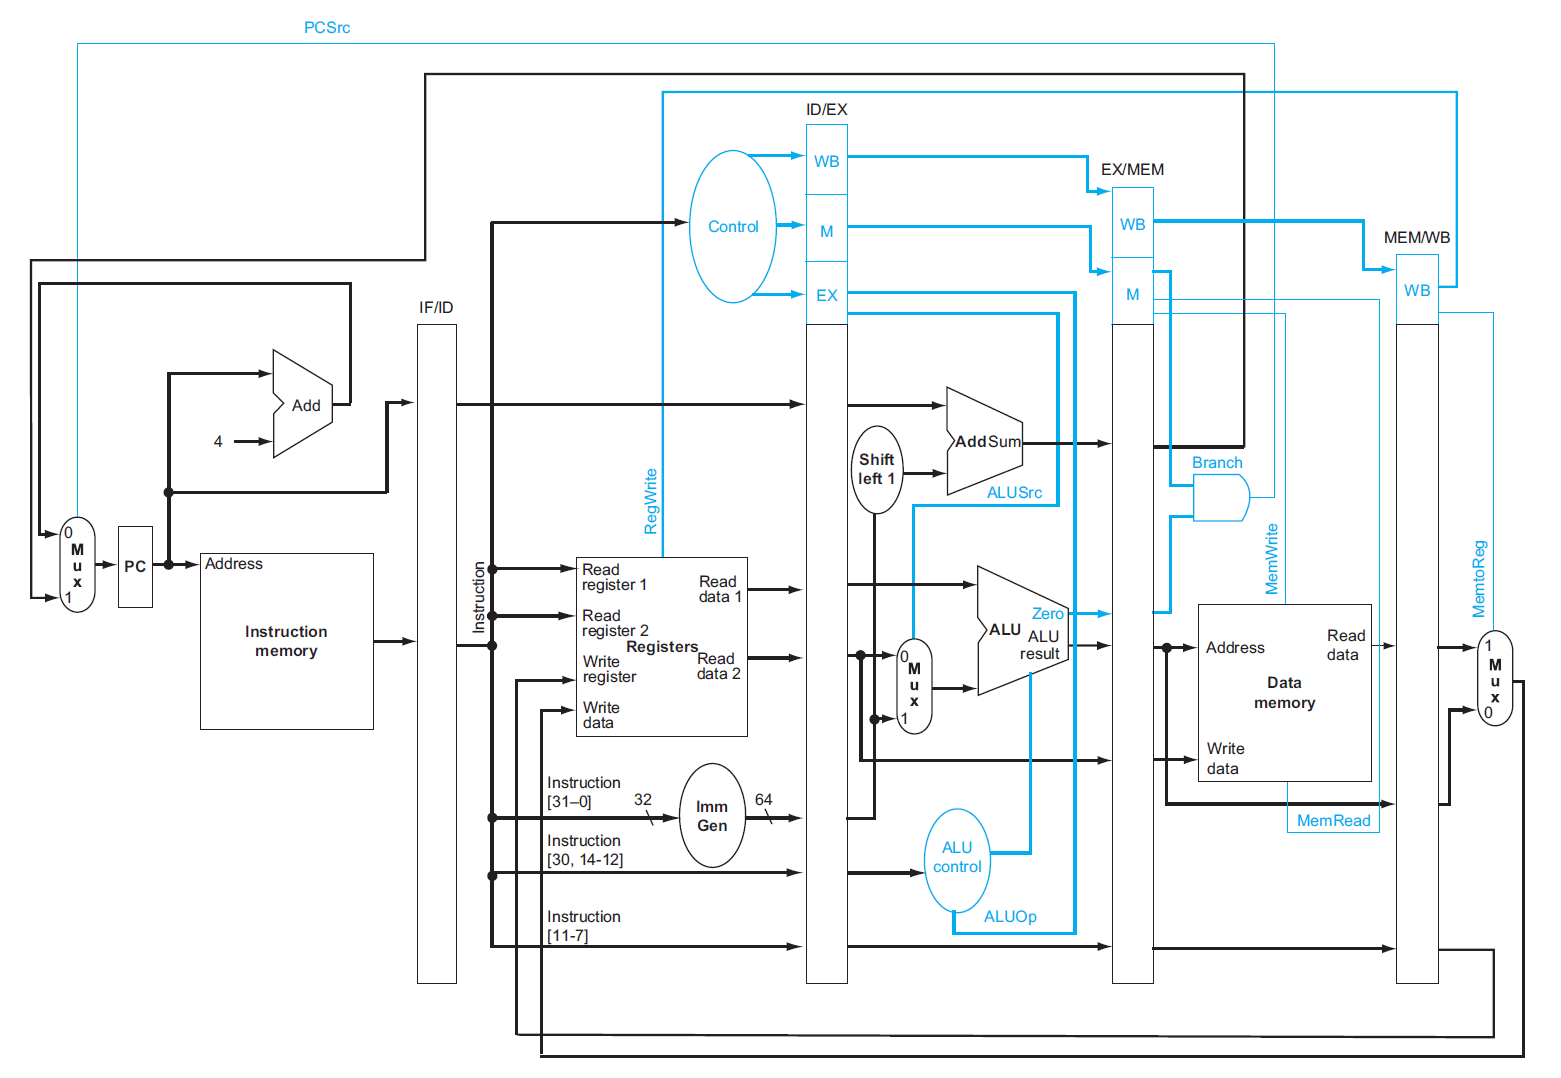 PCSrc
ID/EX
WB
EX/MEM
Control
M
WB
MEM/WB
EX
M
WB
IF/ID
Add
4
Add Sum
Shift
left 1
Branch
ALUSrc
RegWrite
MemWrite
MemtoReg
0
M
u
x
1
PC
Address
Instruction
memory
Instruction
Read
register 1
Read
register 2
Registers
Write
register
Write
data
Read
data 1
Read
data 2
0
M
u
x
1
ALU
Zero
ALU
result
Address
Read
data
Data
memory
Write
data
1
M
u
x
0
Instruction
[31–0]
32
Imm
Gen
64
MemRead
Instruction
[30, 14-12]
ALU
control
ALUOp
Instruction
[11-7]